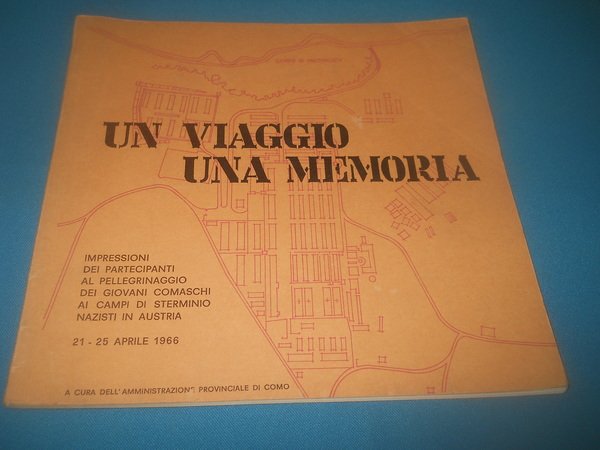 UN VIAGGIO
UNA MEMORIA
IMPRESSIONI
DEI PARTECIPANTI
AL PELLEGRINAGGIO
DEI GIOVANI COMASCHI
AI CAMPI DI STERMINIO
NAZISTI IN AUSTRIA
21 - 25 APRILE 1966
A CURA DELL'AMMINISTRAZIONE PROVINCIALE DI COMO